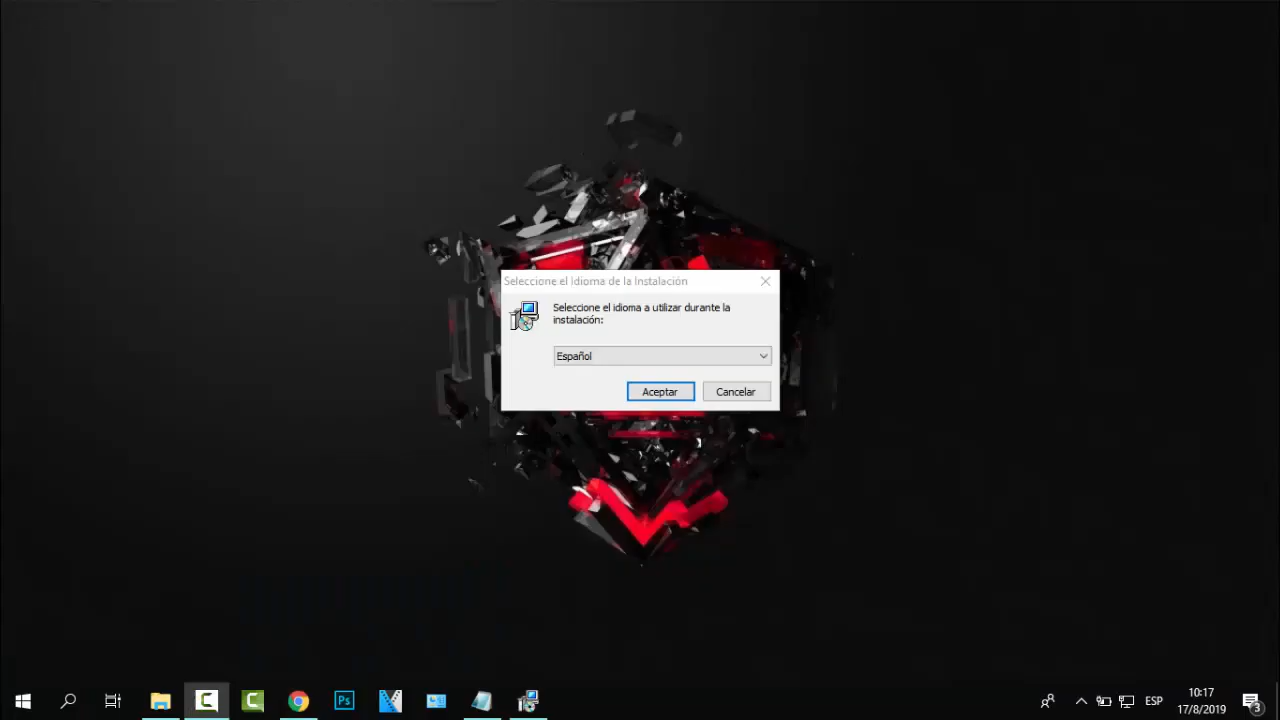 Seleccione el Idioma de la Instalación
Seleccione el idioma a utilizar durante la
instalación:
Español
Aceptar
Cancelar
Ps
ESP
10:17
17/8/2019
3